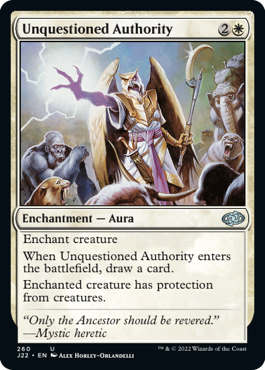 Unquestioned Authority 2
Enchantment — Aura
Enchant creature
When Unquestioned Authority enters
the battlefield, draw a card.
Enchanted creature has protection
from creatures.
“Only the Ancestor should be revered.”
—Mystic heretic
260 U
J22 • EN Alex Horley-Orlandelli
™ & © 2022 Wizards of the Coast